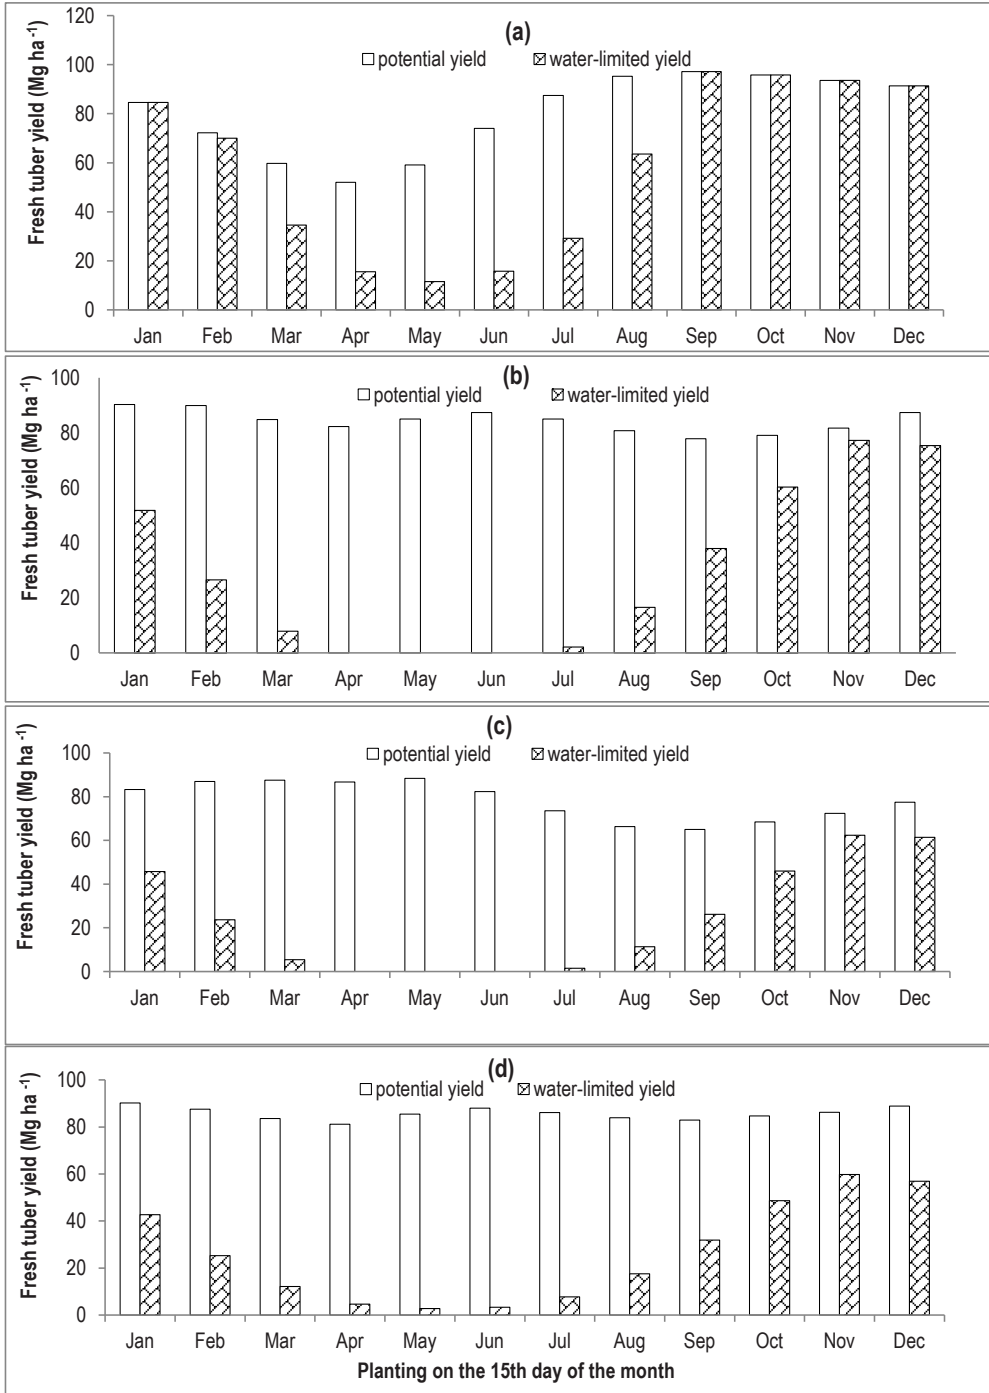 (a)
potential yield water-limited yield
Fresh tuber yield (Mg ha -1)
120
100
80
60
40
20
0
Jan Feb Mar Apr May Jun Jul Aug Sep Oct Nov Dec
(b)
potential yield water-limited yield
Fresh tuber yield (Mg ha -1)
100
80
60
40
20
0
Jan Feb Mar Apr May Jun Jul Aug Sep Oct Nov Dec
(c)
potential yield water-limited yield
Fresh tuber yield (Mg ha -1)
100
80
60
40
20
0
Jan Feb Mar Apr May Jun Jul Aug Sep Oct Nov Dec
(d)
potential yield water-limited yield
Fresh tuber yield (Mg ha -1)
100
80
60
40
20
0
Jan Feb Mar Apr May Jun Jul Aug Sep Oct Nov Dec
Planting on the 15th day of the month